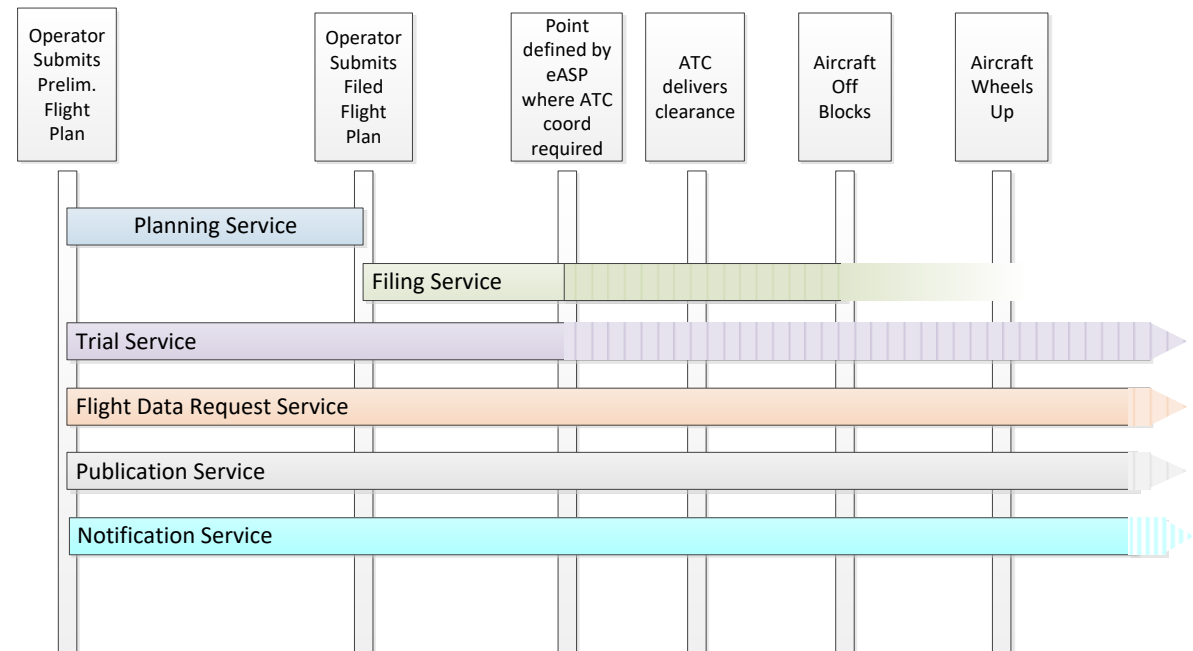 Operator
Submits
Prelim.
Flight
Plan
Operator
Submits
Filed
Flight
Plan
Point
defined by
eASP
where ATC
coord
required
ATC
delivers
clearance
Aircraft
Off
Blocks
Aircraft
Wheels
Up
Planning Service
Filing Service
Trial Service
Flight Data Request Service
Publication Service
Notification Service